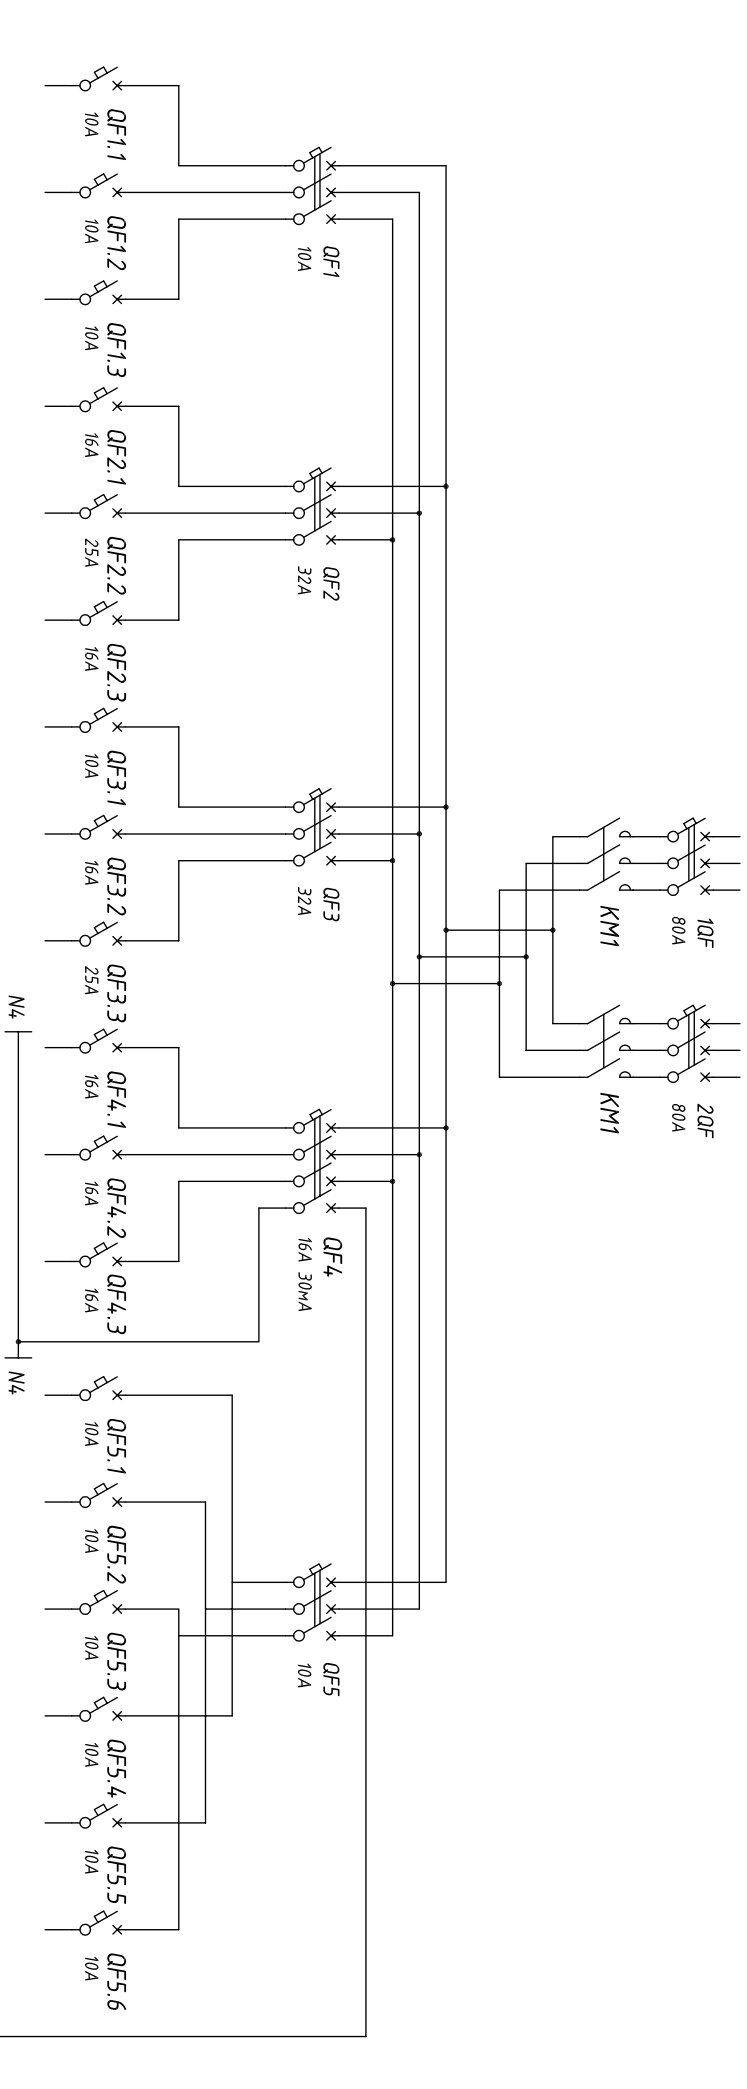 1QF
80A
KM1
2QF
80A
KM1
QF1
10A
QF2
32A
QF3
32A
QF4
16A 30мА
QF5
10A
QF1.1
10A
QF1.2
10A
QF1.3
10A
QF2.1
16A
QF2.2
25A
QF2.3
16A
QF3.1
10A
QF3.2
16A
QF3.3
25A
QF4.1
16A
QF4.2
16A
QF4.3
16A
QF5.1
10A
QF5.2
10A
QF5.3
10A
QF5.4
10A
QF5.5
10A
QF5.6
10A
N4
N4